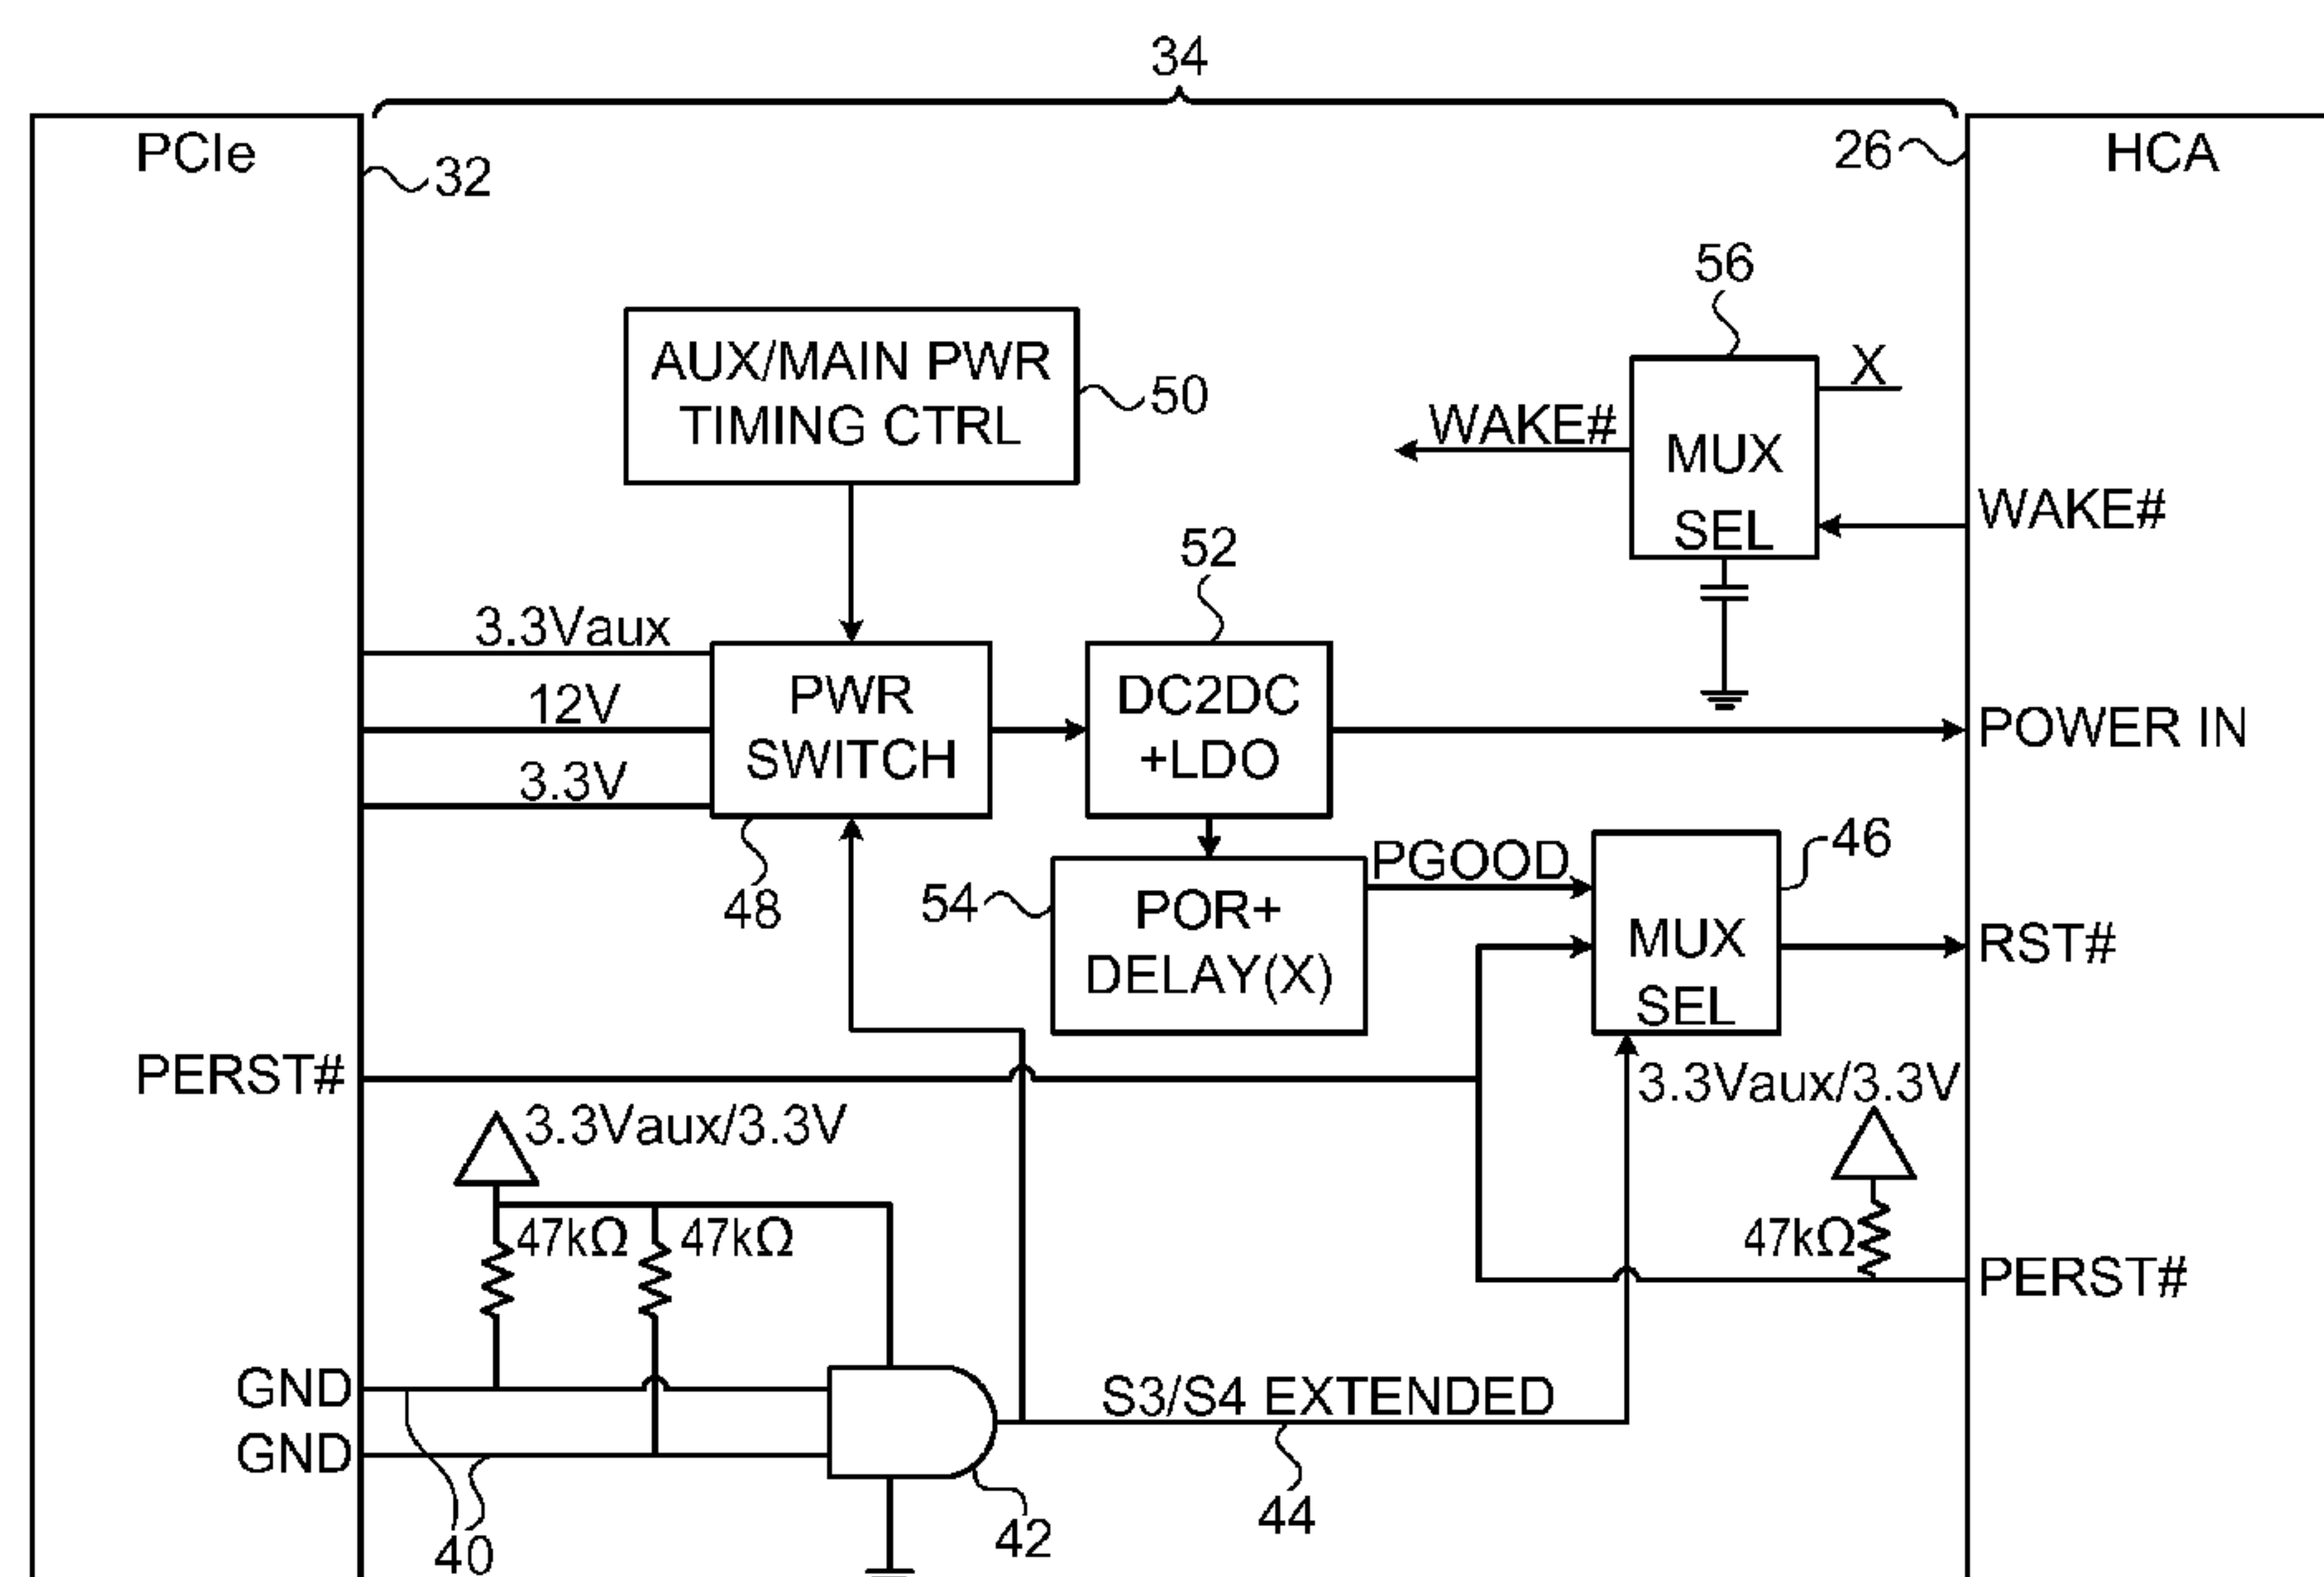 34
PCIe
32
26
HCA
56
AUX/MAIN PWR
TIMING CTRL
50
X
WAKE#
MUX
SEL
WAKE#
52
3.3Vaux
12V
3.3V
PWR
SWITCH
DC2DC
+LDO
POWER IN
48
54
POR+
DELAY(X)
PGOOD
46
MUX
SEL
RST#
PERST#
3.3Vaux/3.3V
3.3Vaux/3.3V
47kΩ
47kΩ
47kΩ
PERST#
GND
GND
S3/S4 EXTENDED
40
42
44